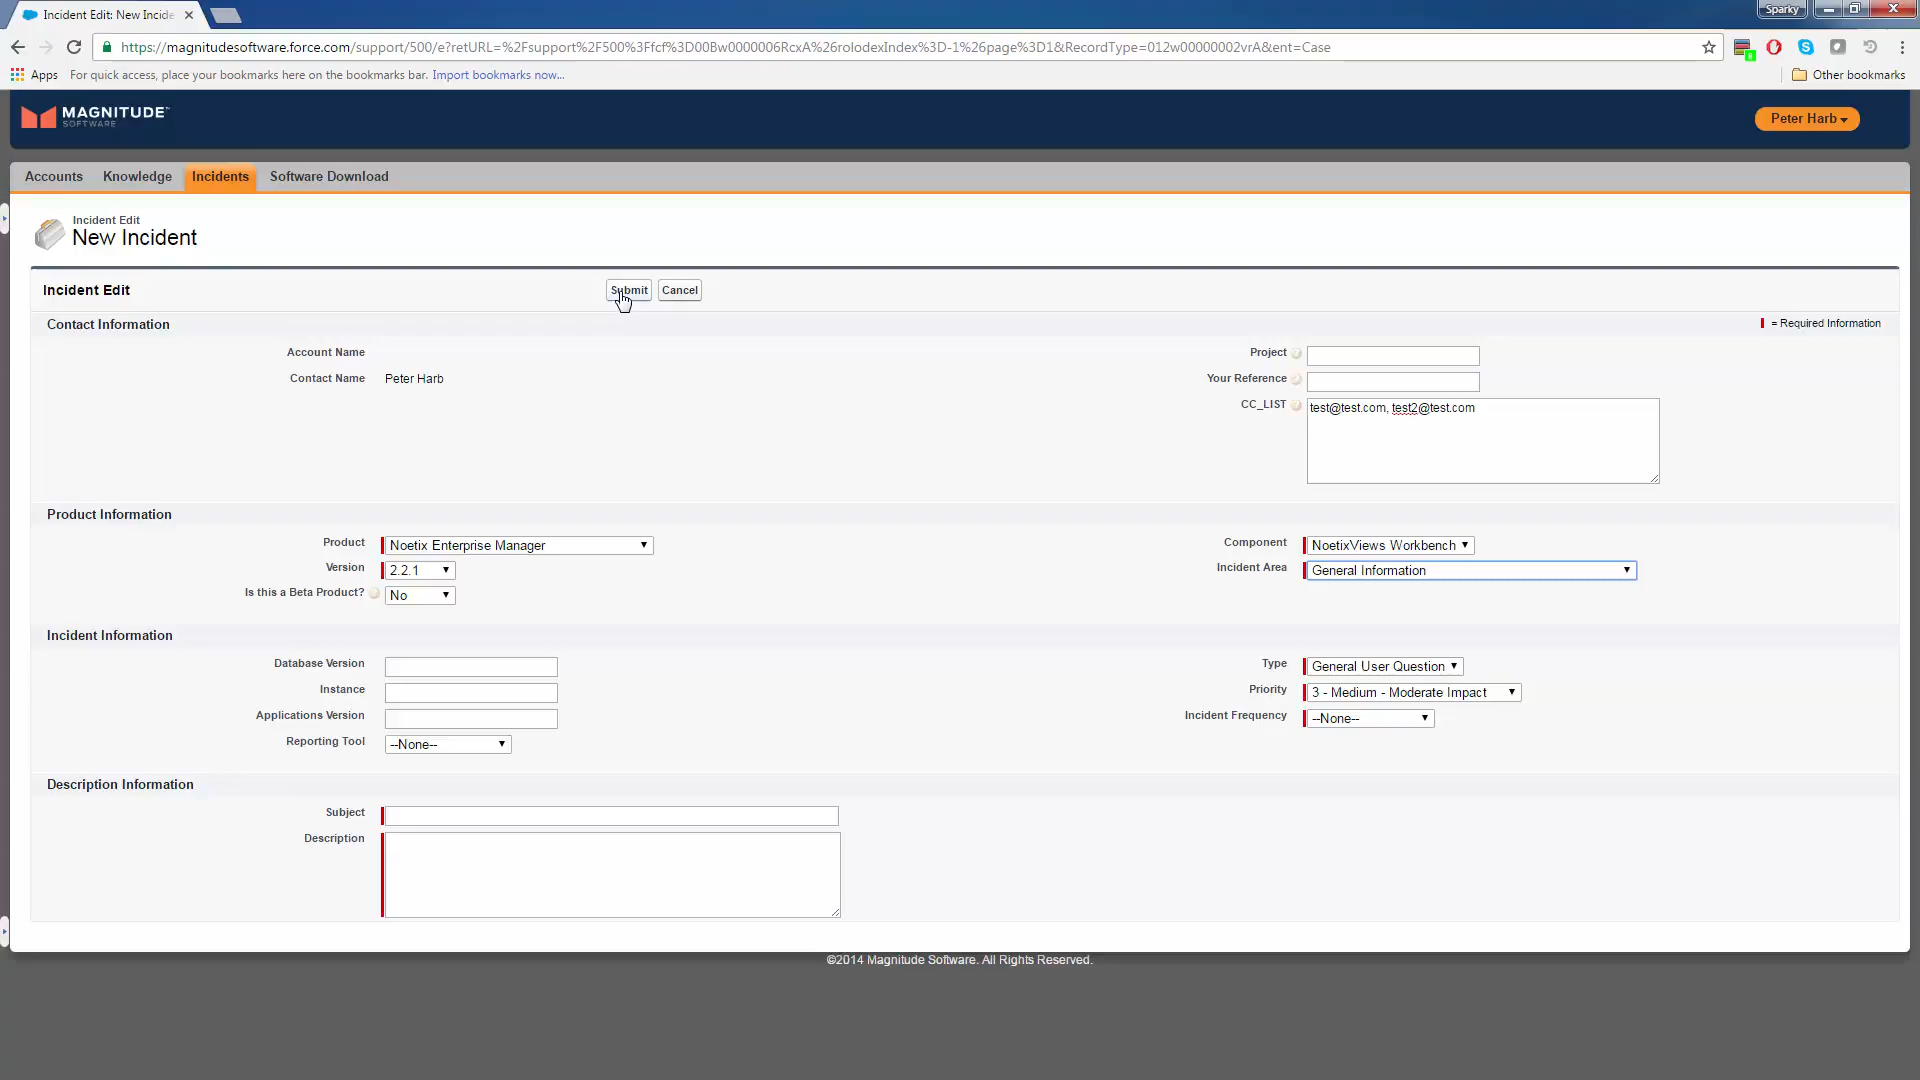 Incident Edit: New Incide
Sparky
https://magnitudesoftware.force.com/support/500/e?retURL=%2Fsupport%2F500%3Ffcf%3D00Bw0000006RcxA%26rolodexIndex%3D-1%26page%3D1&RecordType=012w00000002vrA&ent=Case
Apps For quick access, place your bookmarks here on the bookmarks bar. Import bookmarks now... Other bookmarks
MAGNITUDE
SOFTWARE
Peter Harb
Accounts Knowledge Incidents Software Download
Incident Edit
New Incident
Incident Edit Submit Cancel
Contact Information = Required Information
Account Name Project
Contact Name Peter Harb Your Reference
CC_LIST test@test.com, test2@test.com
Product Information
Product Noetix Enterprise Manager Component NoetixViews Workbench
Version 2.2.1 Incident Area General Information
Is this a Beta Product? No
Incident Information
Database Version Type General User Question
Instance Priority 3 - Medium - Moderate Impact
Applications Version Incident Frequency --None--
Reporting Tool --None--
Description Information
Subject
Description
©2014 Magnitude Software. All Rights Reserved.